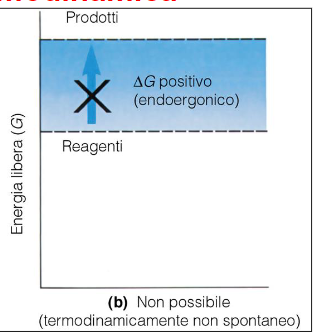 Prodotti
ΔG positivo
(endoergonico)
Reagenti
Energia libera (G)
(b) Non possibile
(termodinamicamente non spontaneo)